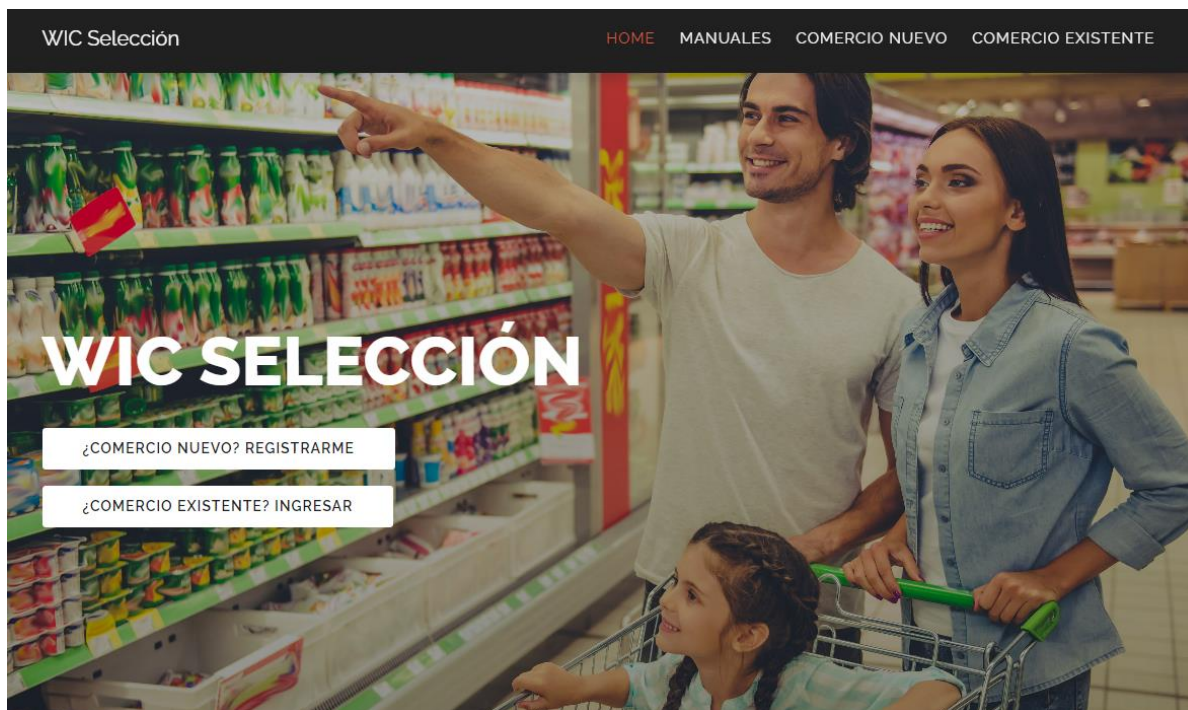 WIC Selección
HOME MANUALES COMERCIO NUEVO COMERCIO EXISTENTE
WIC SELECCIÓN
¿COMERCIO NUEVO? REGISTRARME
¿COMERCIO EXISTENTE? INGRESAR